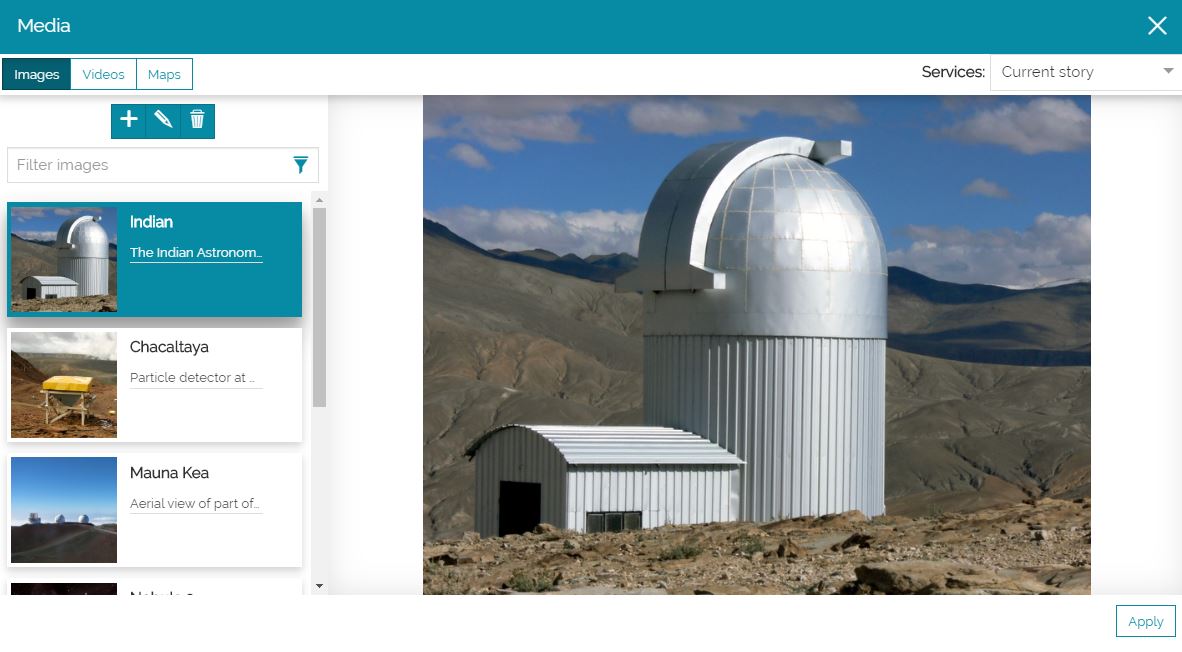 Media
Images
Videos
Maps
Services:
Current story
Filter images
Indian
The Indian Astronom...
Chacaltaya
Particle detector at ...
Mauna Kea
Aerial view of part of...
Apply